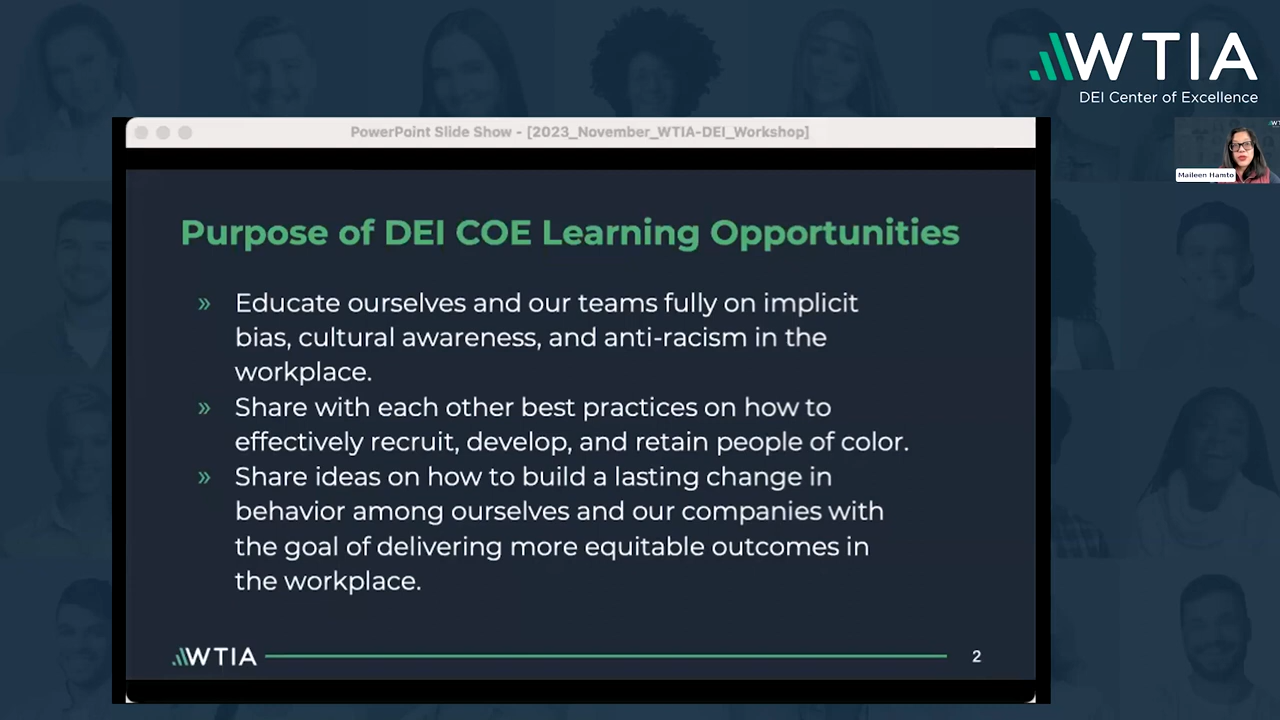 WTIA
DEI Center of Excellence
PowerPoint Slide Show - [2023_November_WTIA-DEI_Workshop]
WT
Maileen Hamto
Purpose of DEI COE Learning Opportunities
» Educate ourselves and our teams fully on implicit
bias, cultural awareness, and anti-racism in the
workplace.
» Share with each other best practices on how to
effectively recruit, develop, and retain people of color.
» Share ideas on how to build a lasting change in
behavior among ourselves and our companies with
the goal of delivering more equitable outcomes in
the workplace.
WTIA
2